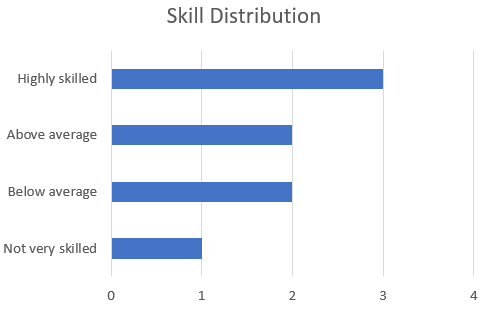 Skill Distribution
Highly skilled
Above average
Below average
Not very skilled
0 1 2 3 4